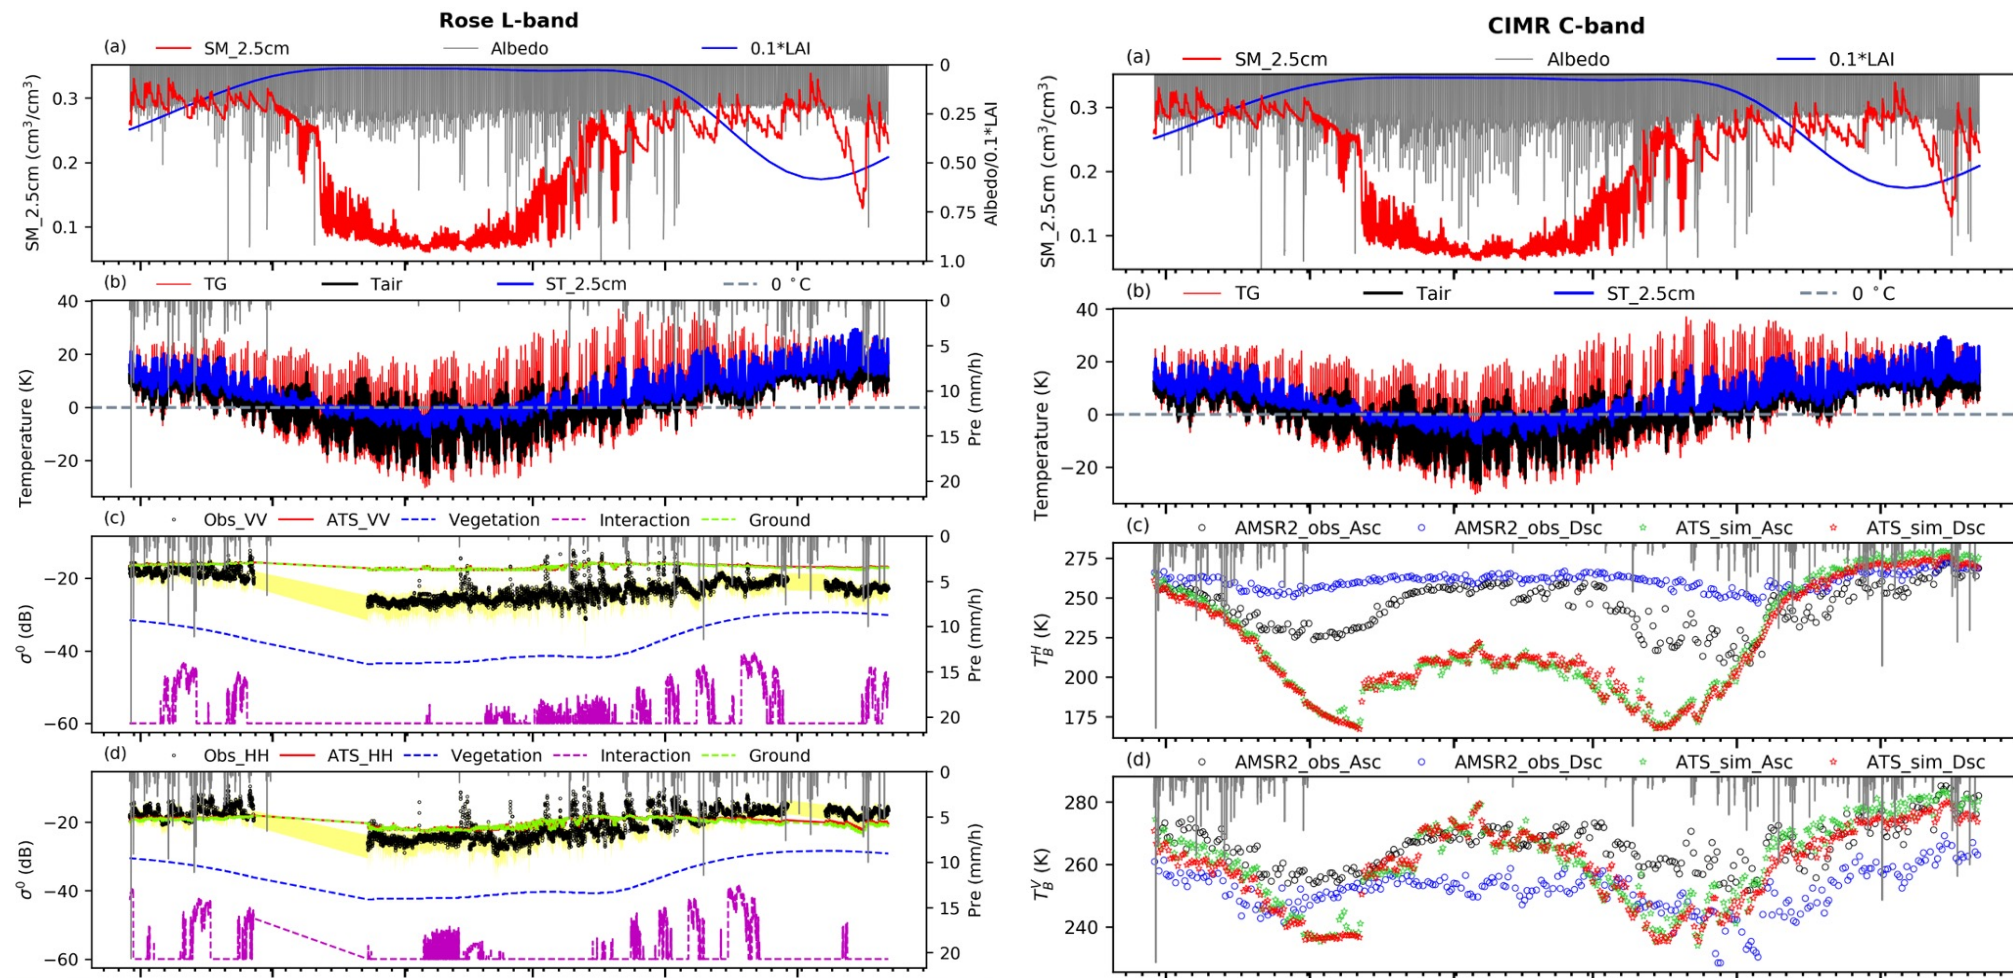 Rose L-band
(a) SM_2.5cm Albedo 0.1*LAI
SM_2.5cm (cm³/cm³)
0.3
0.2
0.1
0
0.25
0.50
0.75
1.0
Albedo/0.1*LAI
(b) TG Tair ST_2.5cm 0 °C
Temperature (K)
40
20
0
−20
0
5
10
15
20
Pre (mm/h)
(c) Obs_VV ATS_VV Vegetation Interaction Ground
σ⁰ (dB)
−20
−40
−60
0
5
10
15
20
Pre (mm/h)
(d) Obs_HH ATS_HH Vegetation Interaction Ground
σ⁰ (dB)
−20
−40
−60
0
5
10
15
20
Pre (mm/h)
CIMR C-band
(a) SM_2.5cm Albedo 0.1*LAI
SM_2.5cm (cm³/cm³)
0.3
0.2
0.1
(b) TG Tair ST_2.5cm 0 °C
Temperature (K)
40
20
0
−20
(c) AMSR2_obs_Asc AMSR2_obs_Dsc ATS_sim_Asc ATS_sim_Dsc
T_B^H (K)
275
250
225
200
175
(d) AMSR2_obs_Asc AMSR2_obs_Dsc ATS_sim_Asc ATS_sim_Dsc
T_B^V (K)
280
260
240